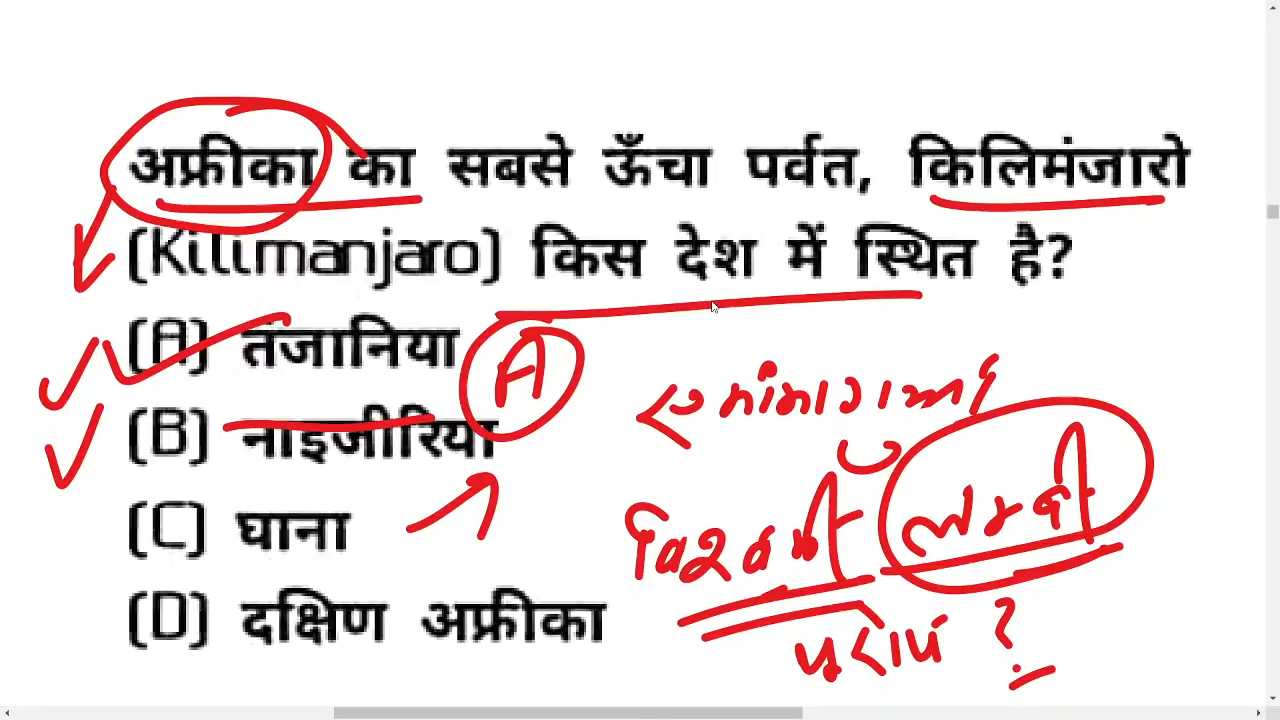 अफ्रीका का सबसे ऊँचा पर्वत, किलिमंजारो
(Kilimanjaro) किस देश में स्थित है?
(A) तंजानिया
A
(B) नाइजीरिया
(C) घाना
(D) दक्षिण अफ्रीका
?